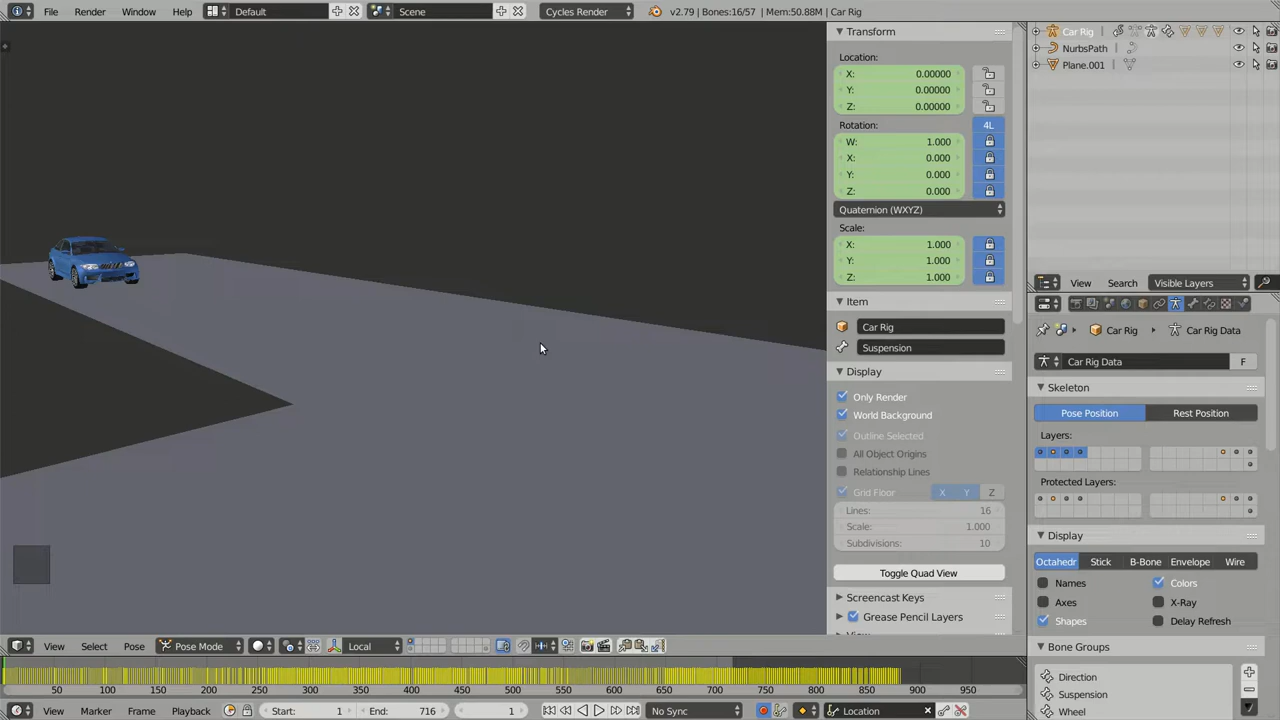 File Render Window Help Default Scene Cycles Render v2.79 | Bones:16/57 | Mem:50.88M | Car Rig
Transform
Location:
X: 0.00000
Y: 0.00000
Z: 0.00000
Rotation: 4L
W: 1.000
X: 0.000
Y: 0.000
Z: 0.000
Quaternion (WXYZ)
Scale:
X: 1.000
Y: 1.000
Z: 1.000
Item
Car Rig
Suspension
Display
Only Render
World Background
Outline Selected
All Object Origins
Relationship Lines
Grid Floor X Y Z
Lines: 16
Scale: 1.000
Subdivisions: 10
Toggle Quad View
Screencast Keys
Grease Pencil Layers
Car Rig
NurbsPath
Plane.001
View Search Visible Layers
Car Rig Car Rig Data
Car Rig Data F
Skeleton
Pose Position Rest Position
Layers:
Protected Layers:
Display
Octahedr Stick B-Bone Envelope Wire
Names Colors
Axes X-Ray
Shapes Delay Refresh
Bone Groups
Direction
Suspension
Wheel
View Select Pose Pose Mode Local
50 100 150 200 250 300 350 400 450 500 550 600 650 700 750 800 850 900 950
View Marker Frame Playback Start: 1 End: 716 1 No Sync Location